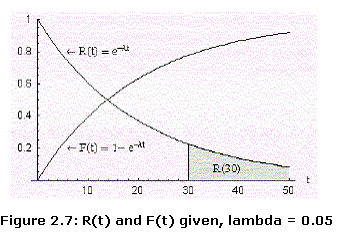 1
0.8
← R(t) = e^-λt
0.6
0.4
0.2
← F(t) = 1- e^-λt
R(30)
10 20 30 40 50 t
Figure 2.7: R(t) and F(t) given, lambda = 0.05